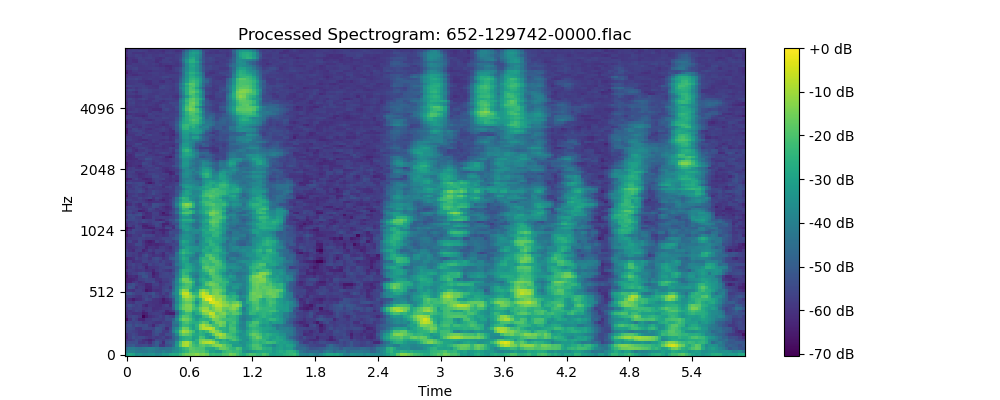 Processed Spectrogram: 652-129742-0000.flac
Hz
4096
2048
1024
512
0
0 0.6 1.2 1.8 2.4 3 3.6 4.2 4.8 5.4
Time
+0 dB
-10 dB
-20 dB
-30 dB
-40 dB
-50 dB
-60 dB
-70 dB